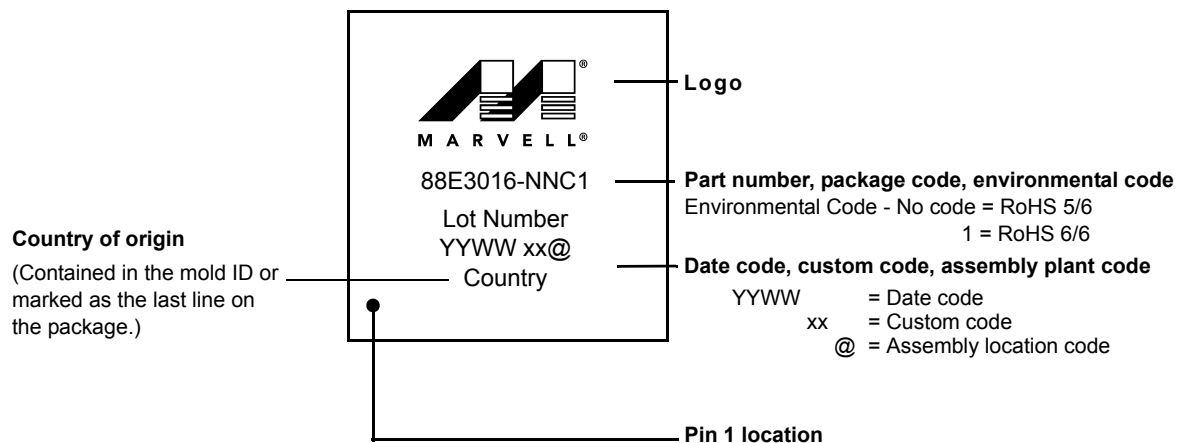 MARVELL®
®
88E3016-NNC1
Lot Number
YYWW xx@
Country
Logo
Part number, package code, environmental code
Environmental Code - No code = RoHS 5/6
1 = RoHS 6/6
Country of origin
(Contained in the mold ID or
marked as the last line on
the package.)
Date code, custom code, assembly plant code
YYWW = Date code
xx = Custom code
@ = Assembly location code
Pin 1 location